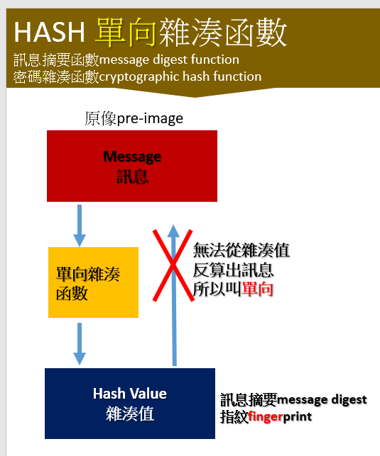 HASH 單向雜湊函數
訊息摘要函數message digest function
密碼雜湊函數cryptographic hash function
原像pre-image
Message
訊息
單向雜湊
函數
無法從雜湊值
反算出訊息
所以叫單向
Hash Value
雜湊值
訊息摘要message digest
指紋fingerprint